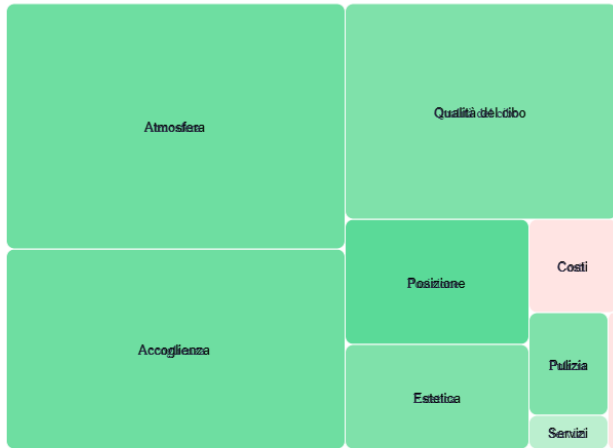 Atmosfera
Qualità del cibo
Accoglienza
Posizione
Costi
Estetica
Pulizia
Servizi